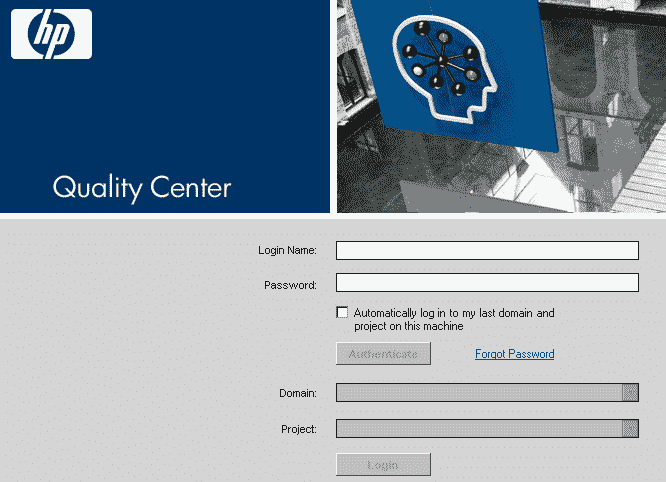 hp
Quality Center
Login Name:
Password:
Automatically log in to my last domain and
project on this machine
Authenticate
Forgot Password
Domain:
Project:
Login